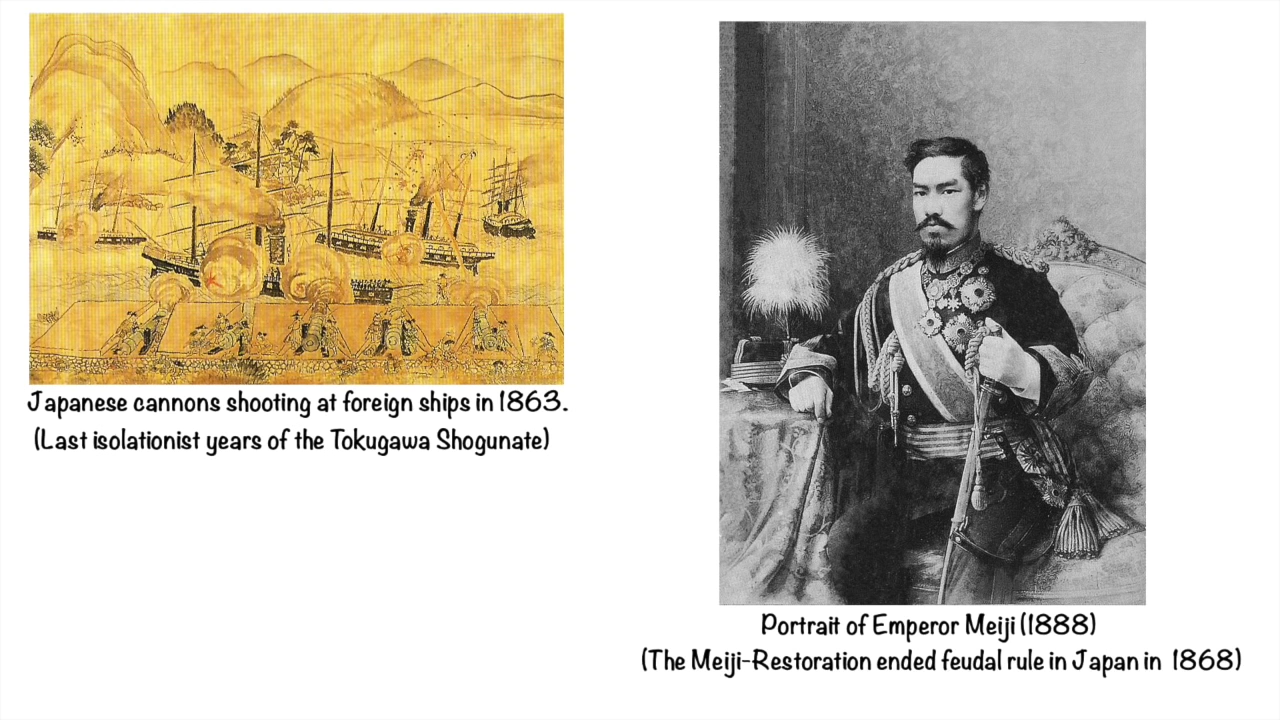 Japanese cannons shooting at foreign ships in 1863.
(Last isolationist years of the Tokugawa Shogunate)
Portrait of Emperor Meiji (1888)
(The Meiji-Restoration ended feudal rule in Japan in 1868)